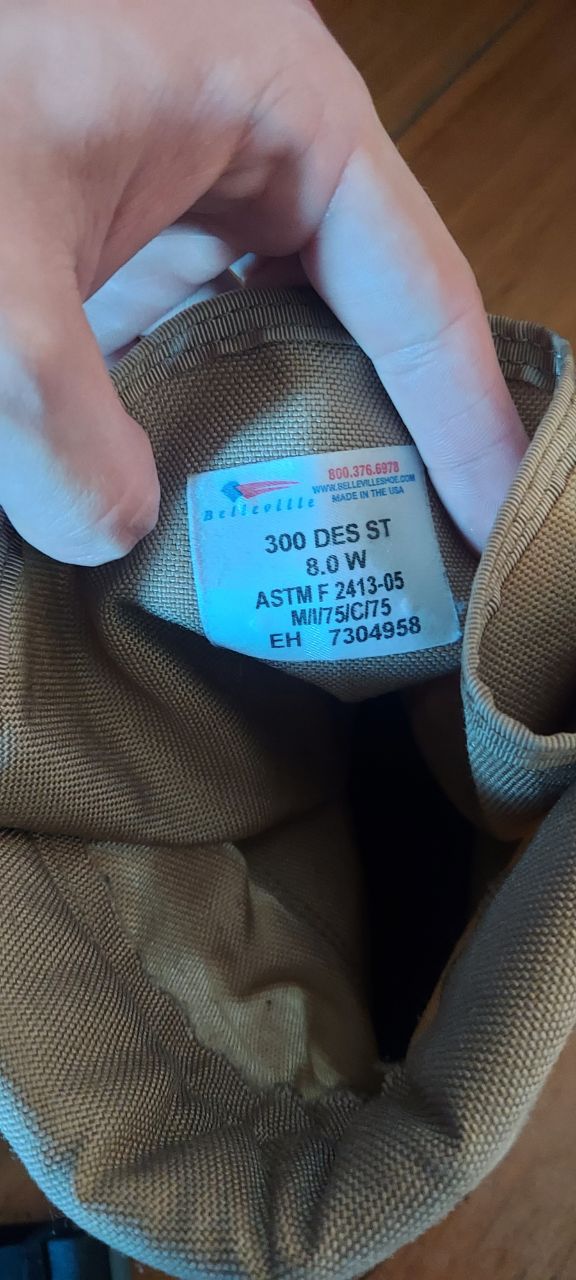 Belleville
800.376.6978
WWW.BELLEVILLESHOE.COM
MADE IN THE USA
300 DES ST
8.0 W
ASTM F 2413-05
M/I/75/C/75
EH 7304958